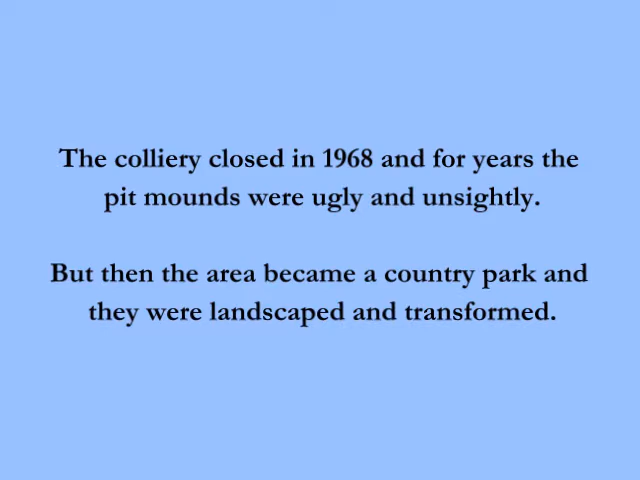 The colliery closed in 1968 and for years the
pit mounds were ugly and unsightly.
But then the area became a country park and
they were landscaped and transformed.